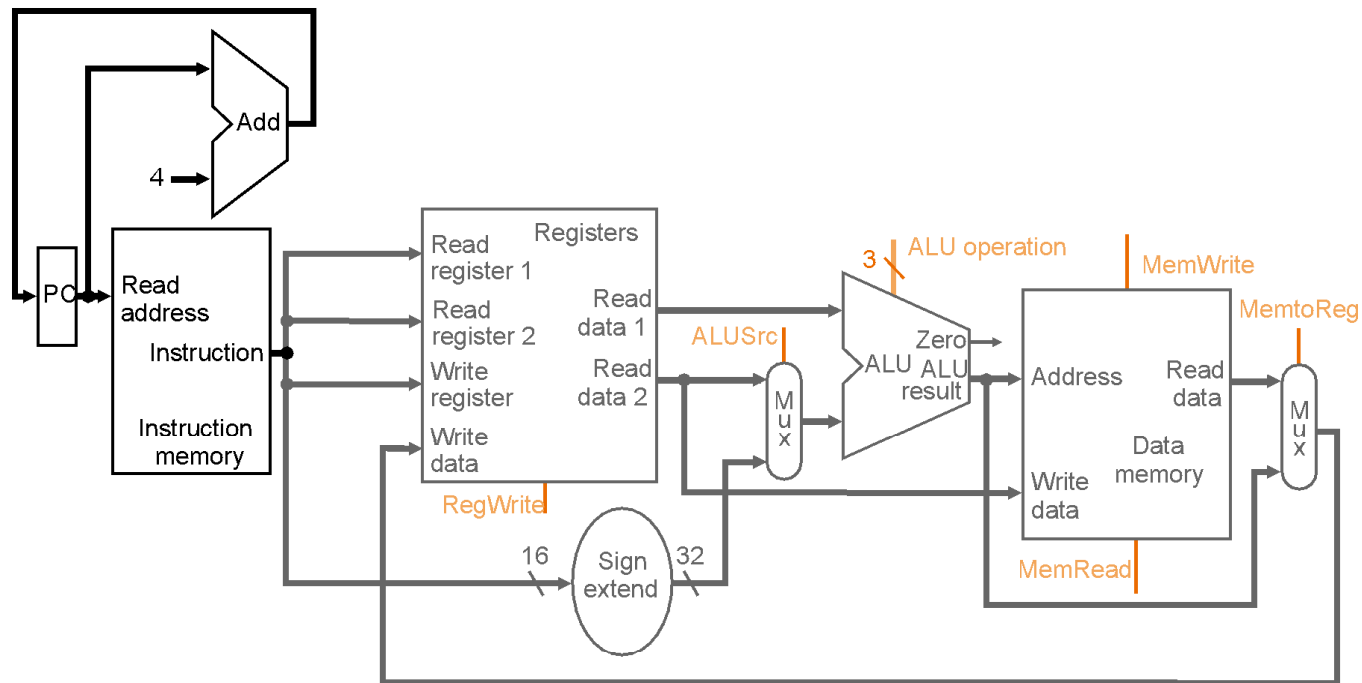 Add
4
PC
Read
address
Instruction
Instruction
memory
Read
register 1
Read
register 2
Write
register
Write
data
Registers
Read
data 1
Read
data 2
RegWrite
16
Sign
extend
32
ALUSrc
M
u
x
3
ALU operation
Zero
ALU
ALU
result
MemWrite
Address
Read
data
Data
memory
Write
data
MemRead
MemtoReg
M
u
x